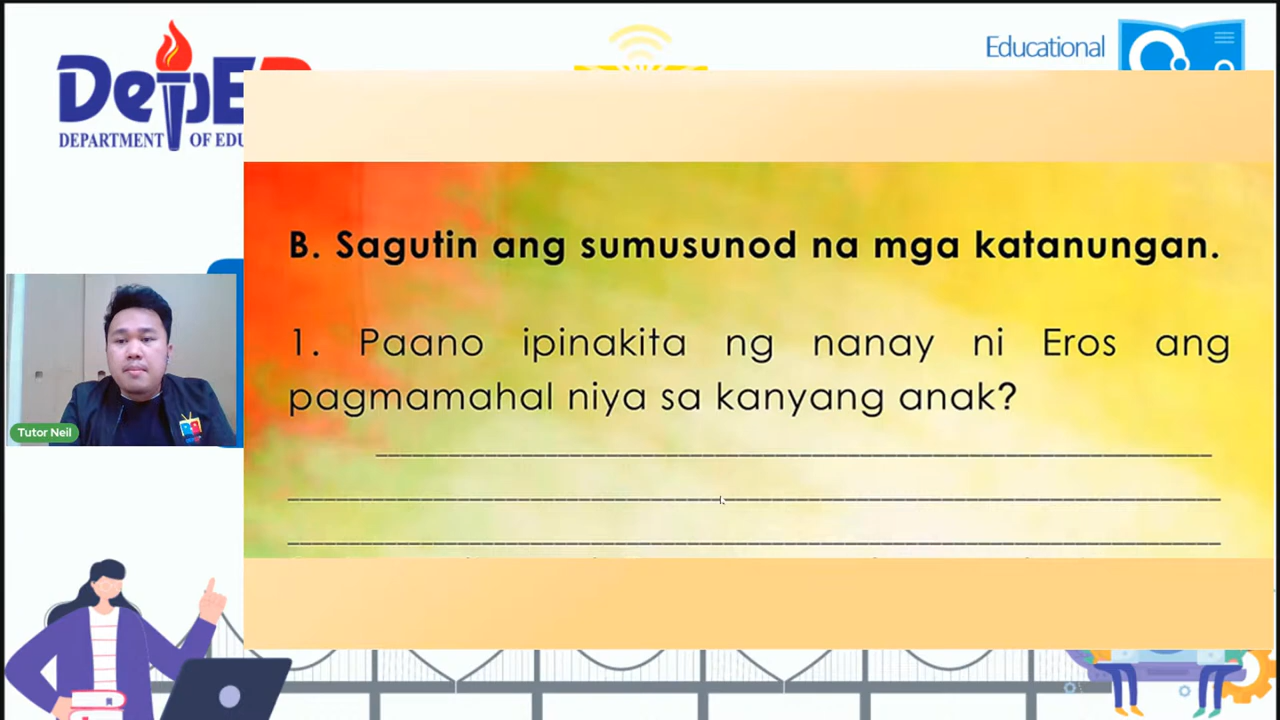 DepE
DEPARTMENT OF EDU
Educational
B. Sagutin ang sumusunod na mga katanungan.
1. Paano ipinakita ng nanay ni Eros ang
pagmamahal niya sa kanyang anak?
Tutor Neil